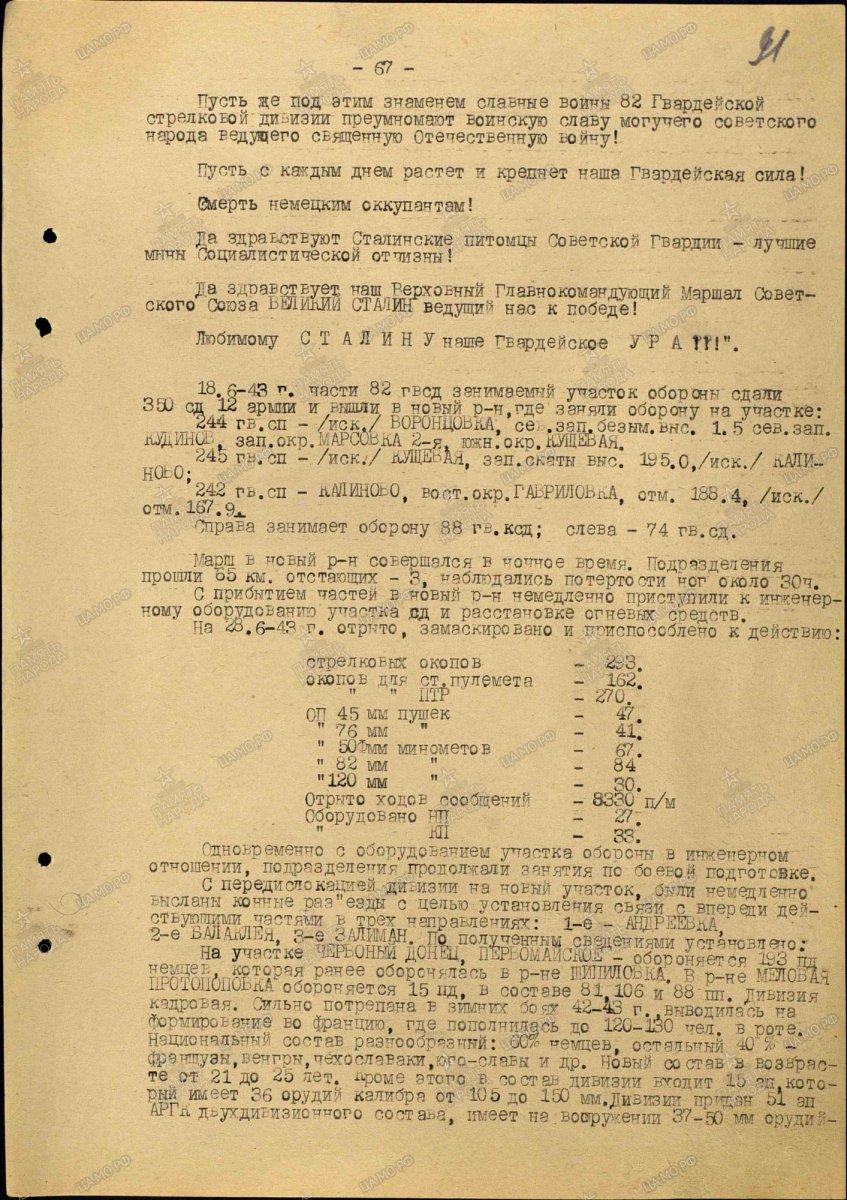 91
- 67 -
Пусть же под этим знаменем славные воины 82 Гвардейской
стрелковой дивизии преумномают воинскую славу могучего советского
народа ведущего священную Отечественную войну!
Пусть с каждым днем растет и крепнет наша Гвардейская сила!
Смерть немецким оккупантам!
Да здравствуют Сталинские питомцы Советской Гвардии - лучшие
мыны Социалистической отчизны!
Да здравствует наш Верховный Главнокомандующий Маршал Совет-
ского Союза ВЕЛИКИЙ СТАЛИН ведущий нас к победе!
Любимому С Т А Л И Н У наше Гвардейское У Р А !!!".
18.6-43 г. части 82 гвсд занимаемый участок обороны сдали
350 сд 12 армии и вышли в новый р-н,где заняли оборону на участке:
244 гв.сп - /иск./ ВОРОНЦОВКА, сев.зап.безым.выс. 1.5 сев.зап.
КУДИНОВ, зап.окр.МАРСОВКА 2-я, южн.окр.КУЩЕВАЯ.
245 гв.сп - /иск./ КУЩЕВАЯ, зап.скаты выс. 195.0,/иск./ КАЛИ-
НОВО;
242 гв.сп - КАЛИНОВО, вост.окр.ГАВРИЛОВКА, отм. 188.4, /иск./
отм.167.9.
Справа занимает оборону 88 гв.ксд; слева - 74 гв.сд.
Марш в новый р-н совершался в ночное время. Подразделения
прошли 65 км. отстающих - 3, наблюдались потертости ног около 30ч.
С прибытием частей в новый р-н немедленно приступили к инженер-
ному оборудованию участка сд и расстановке огневых средств.
На 28.6-43 г. отрыто, замаскировано и приспособлено к действию:
стрелковых окопов - 293.
окопов для ст.пулемета - 162.
" " ПТР - 270.
ОП 45 мм пушек - 47.
" 76 мм " - 41.
" 50 мм минометов - 67.
" 82 мм " - 84
"120 мм " - 30.
Отрыто ходов сообщений - 8330 п/м
Оборудовано НП - 27.
" КП - 33.
Одновременно с оборудованием участка обороны в инженерном
отношении, подразделения продолжали занятия по боевой подготовке.
С передислокацией дивизии на новый участок, были немедленно
высланы конные раз"езды с целью установления связи с впереди дей-
ствующими частями в трех направлениях: 1-е - АНДРЕЕВКА,
2-е БАЛАКЛЕЯ, 3-е ЗАЛИМАН. По полученным сведениями установлено:
На участке ЧЕРВОНЫЙ ДОНЕЦ, ПЕРВОМАЙСКОЕ - обороняется 193 пд
немцев, которая ранее оборонялась в р-не ШИПИЛОВКА. В р-не МЕЛОВАЯ
ПРОТОПОПОВКА обороняется 15 пд, в составе 81,106 и 88 пп. Дивизия
кадровая. Сильно потрепана в зимних боях 42-43 г.,выводилась на
формирование во францию, где пополнилась до 120-130 чел. в роте.
Национальный состав разнообразный: 60% немцев, остальный 40 % -
французы,венгры,чехославаки,юго-славы и др. Новый состав в возврас-
те от 21 до 25 лет. Кроме этого в состав дивизии входит 15 ап,кото-
рый имеет 36 орудий калибра от 105 до 150 мм.Дивизии придан 51 ап
АРГК двухдивизионного состава, имеет на вооружении 37-50 мм орудий-